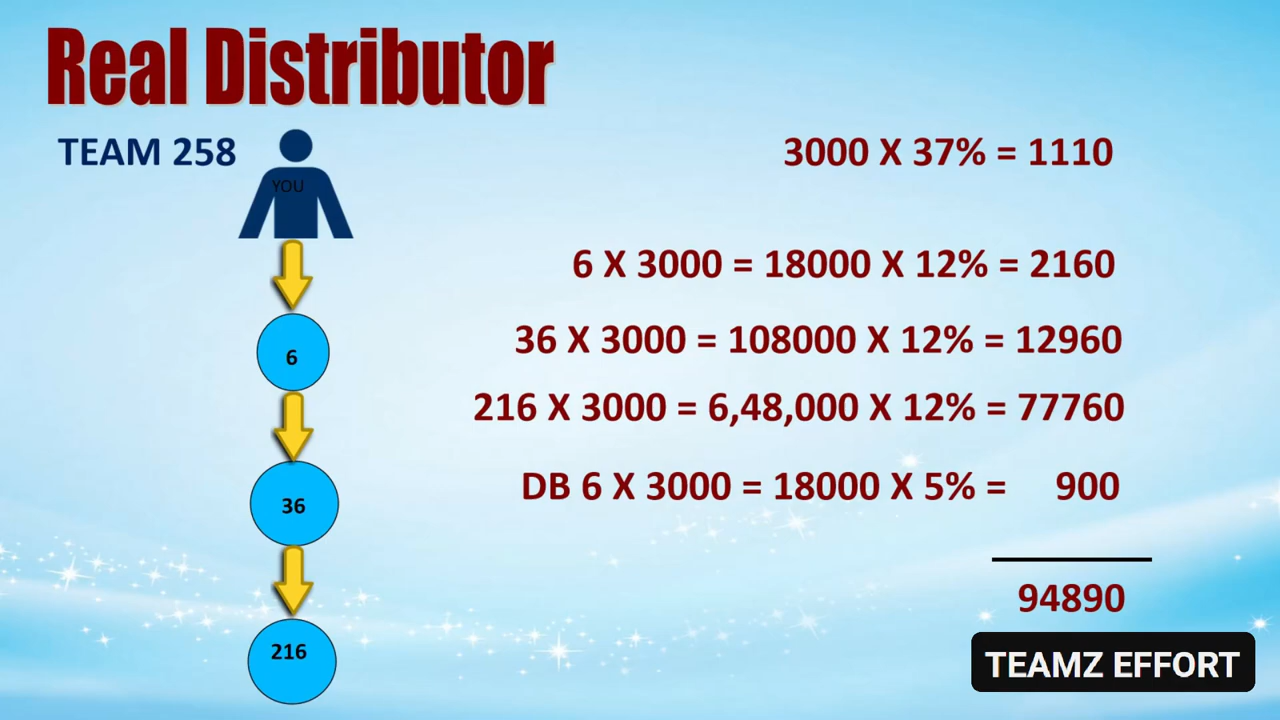 Real Distributor
TEAM 258
YOU
3000 X 37% = 1110
6 X 3000 = 18000 X 12% = 2160
6
36 X 3000 = 108000 X 12% = 12960
216 X 3000 = 6,48,000 X 12% = 77760
36
DB 6 X 3000 = 18000 X 5% = 900
94890
216
TEAMZ EFFORT